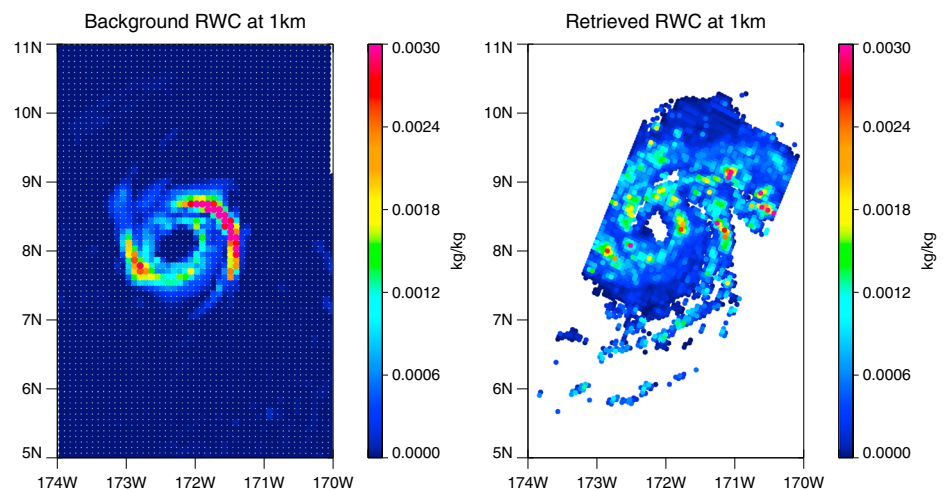 Background RWC at 1km
11N
10N
9N
8N
7N
6N
5N
174W 173W 172W 171W 170W
0.0030
0.0024
0.0018
0.0012
0.0006
0.0000
kg/kg
Retrieved RWC at 1km
11N
10N
9N
8N
7N
6N
5N
174W 173W 172W 171W 170W
0.0030
0.0024
0.0018
0.0012
0.0006
0.0000
kg/kg